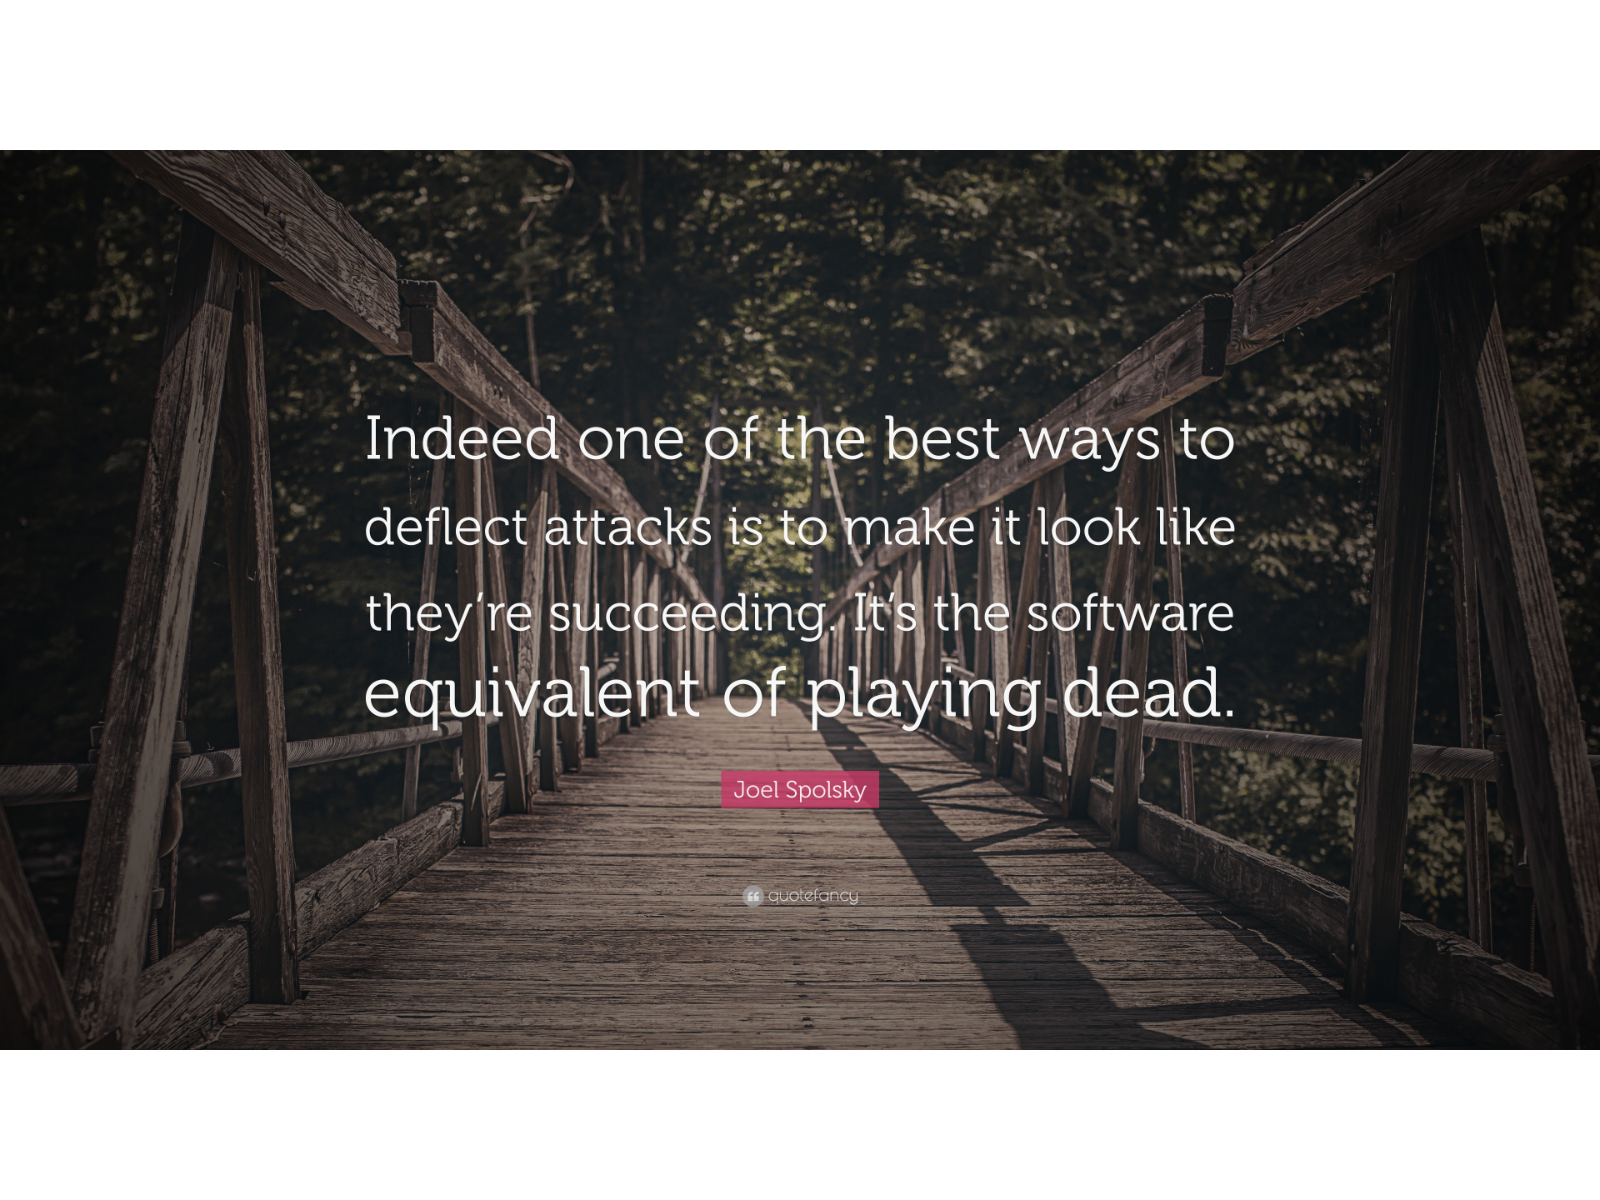 Indeed one of the best ways to
deflect attacks is to make it look like
they’re succeeding. It’s the software
equivalent of playing dead.
Joel Spolsky
quotefancy